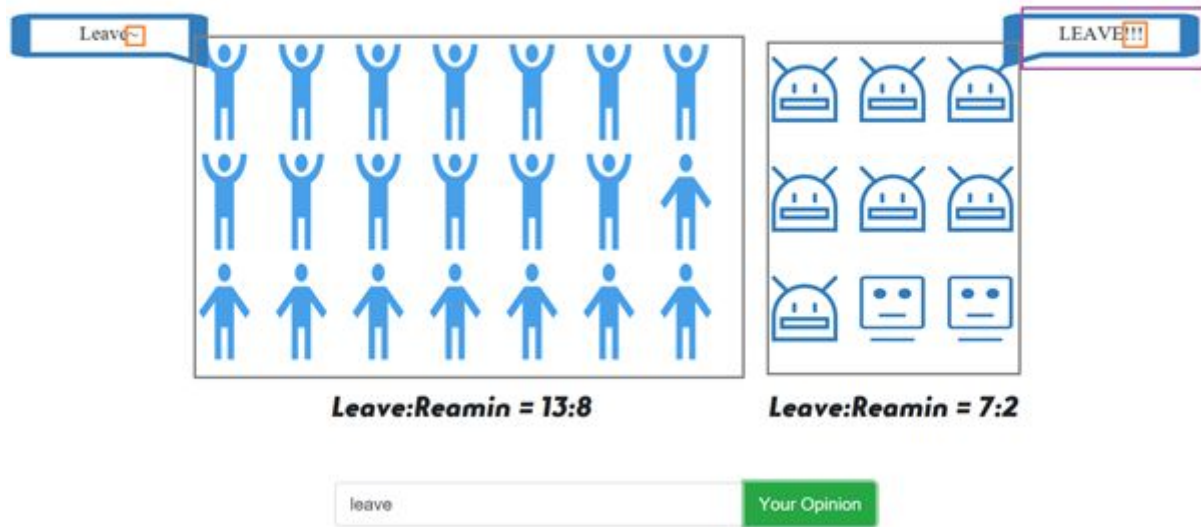 Leave~
LEAVE!!!
Leave:Reamin = 13:8
Leave:Reamin = 7:2
leave
Your Opinion